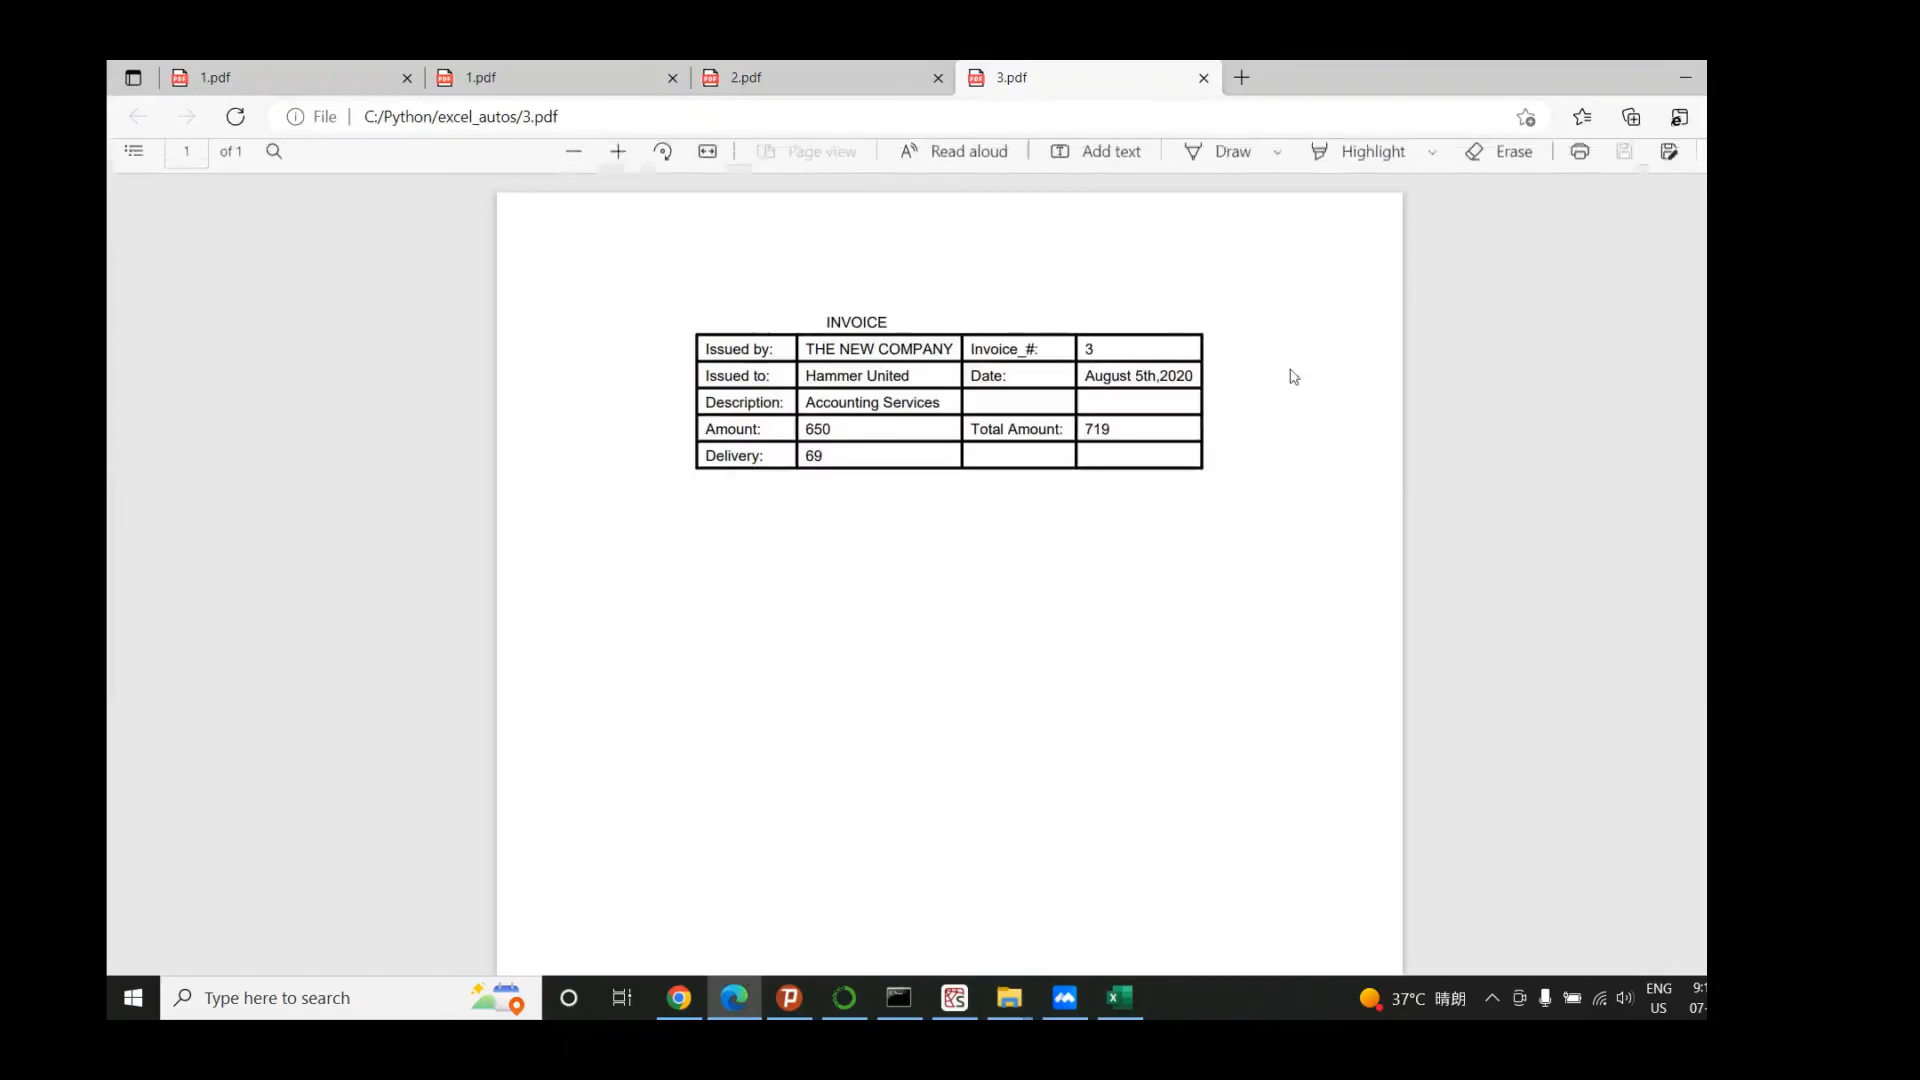 1.pdf
1.pdf
2.pdf
3.pdf
File
C:/Python/excel_autos/3.pdf
1 of 1
Page view
Read aloud
Add text
Draw
Highlight
Erase
INVOICE
Issued by: THE NEW COMPANY Invoice_#: 3
Issued to: Hammer United Date: August 5th,2020
Description: Accounting Services
Amount: 650 Total Amount: 719
Delivery: 69
Type here to search
37°C 晴朗
ENG
US
9:1
07-